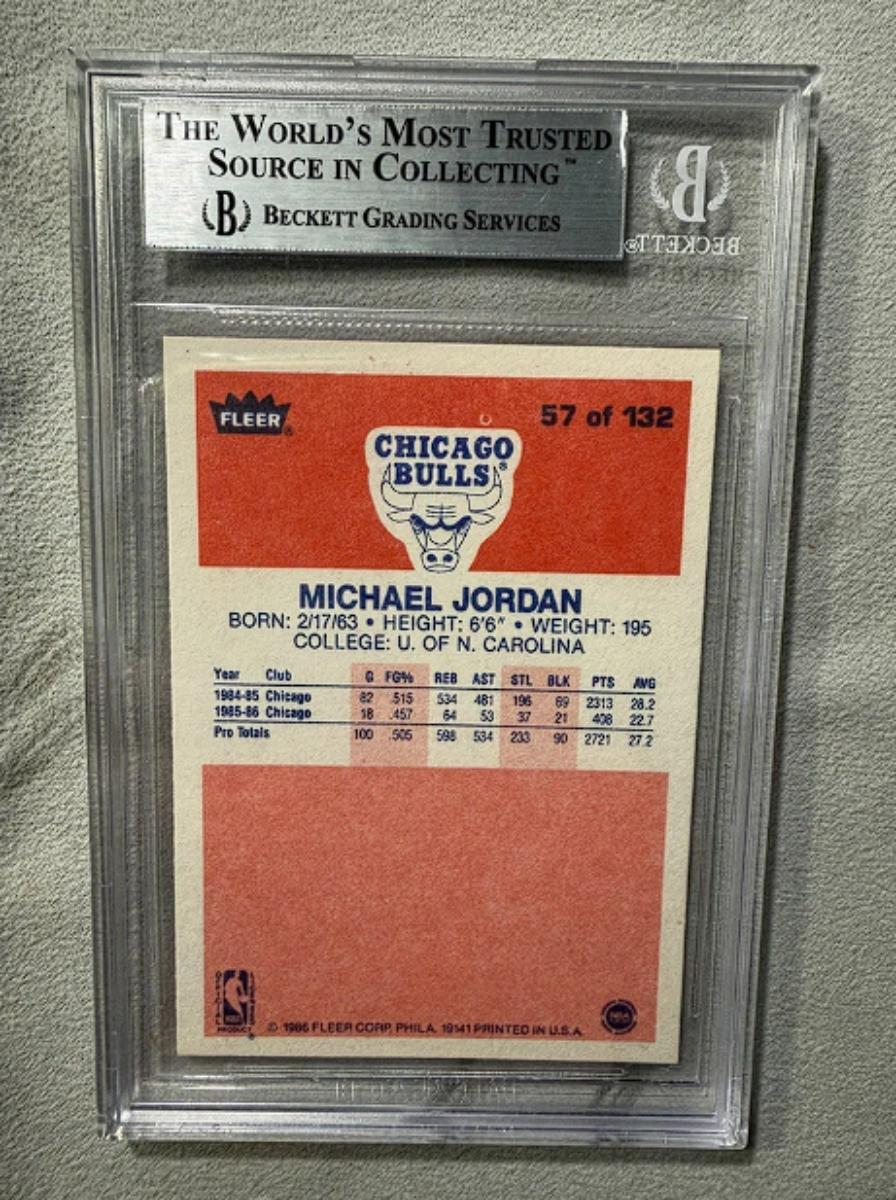 THE WORLD'S MOST TRUSTED
SOURCE IN COLLECTING™
B BECKETT GRADING SERVICES
B
BECKETT®
FLEER®
57 of 132
CHICAGO
BULLS®
MICHAEL JORDAN
BORN: 2/17/63 • HEIGHT: 6'6" • WEIGHT: 195
COLLEGE: U. OF N. CAROLINA
Year Club G FG% REB AST STL BLK PTS AVG
1984-85 Chicago 82 .515 534 481 196 69 2313 28.2
1985-86 Chicago 18 .457 64 53 37 21 408 22.7
Pro Totals 100 .505 598 534 233 90 2721 27.2
OFFICIAL
NBA
PRODUCT®
© 1986 FLEER CORP. PHILA. 19141 PRINTED IN U.S.A.
NBA